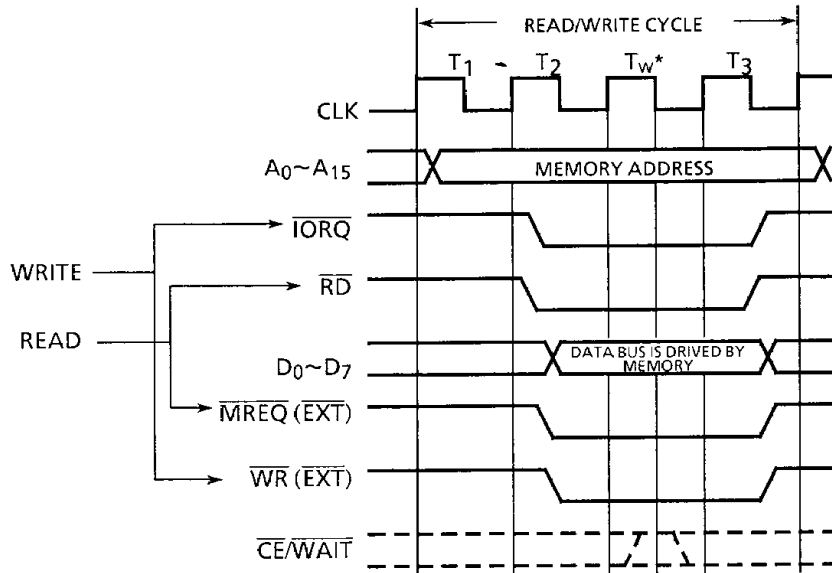 READ/WRITE CYCLE
T1 T2 TW* T3
CLK
A0~A15 MEMORY ADDRESS
IORQ
WRITE
RD
READ
D0~D7 DATA BUS IS DRIVED BY
MEMORY
MREQ (EXT)
WR (EXT)
CE/WAIT